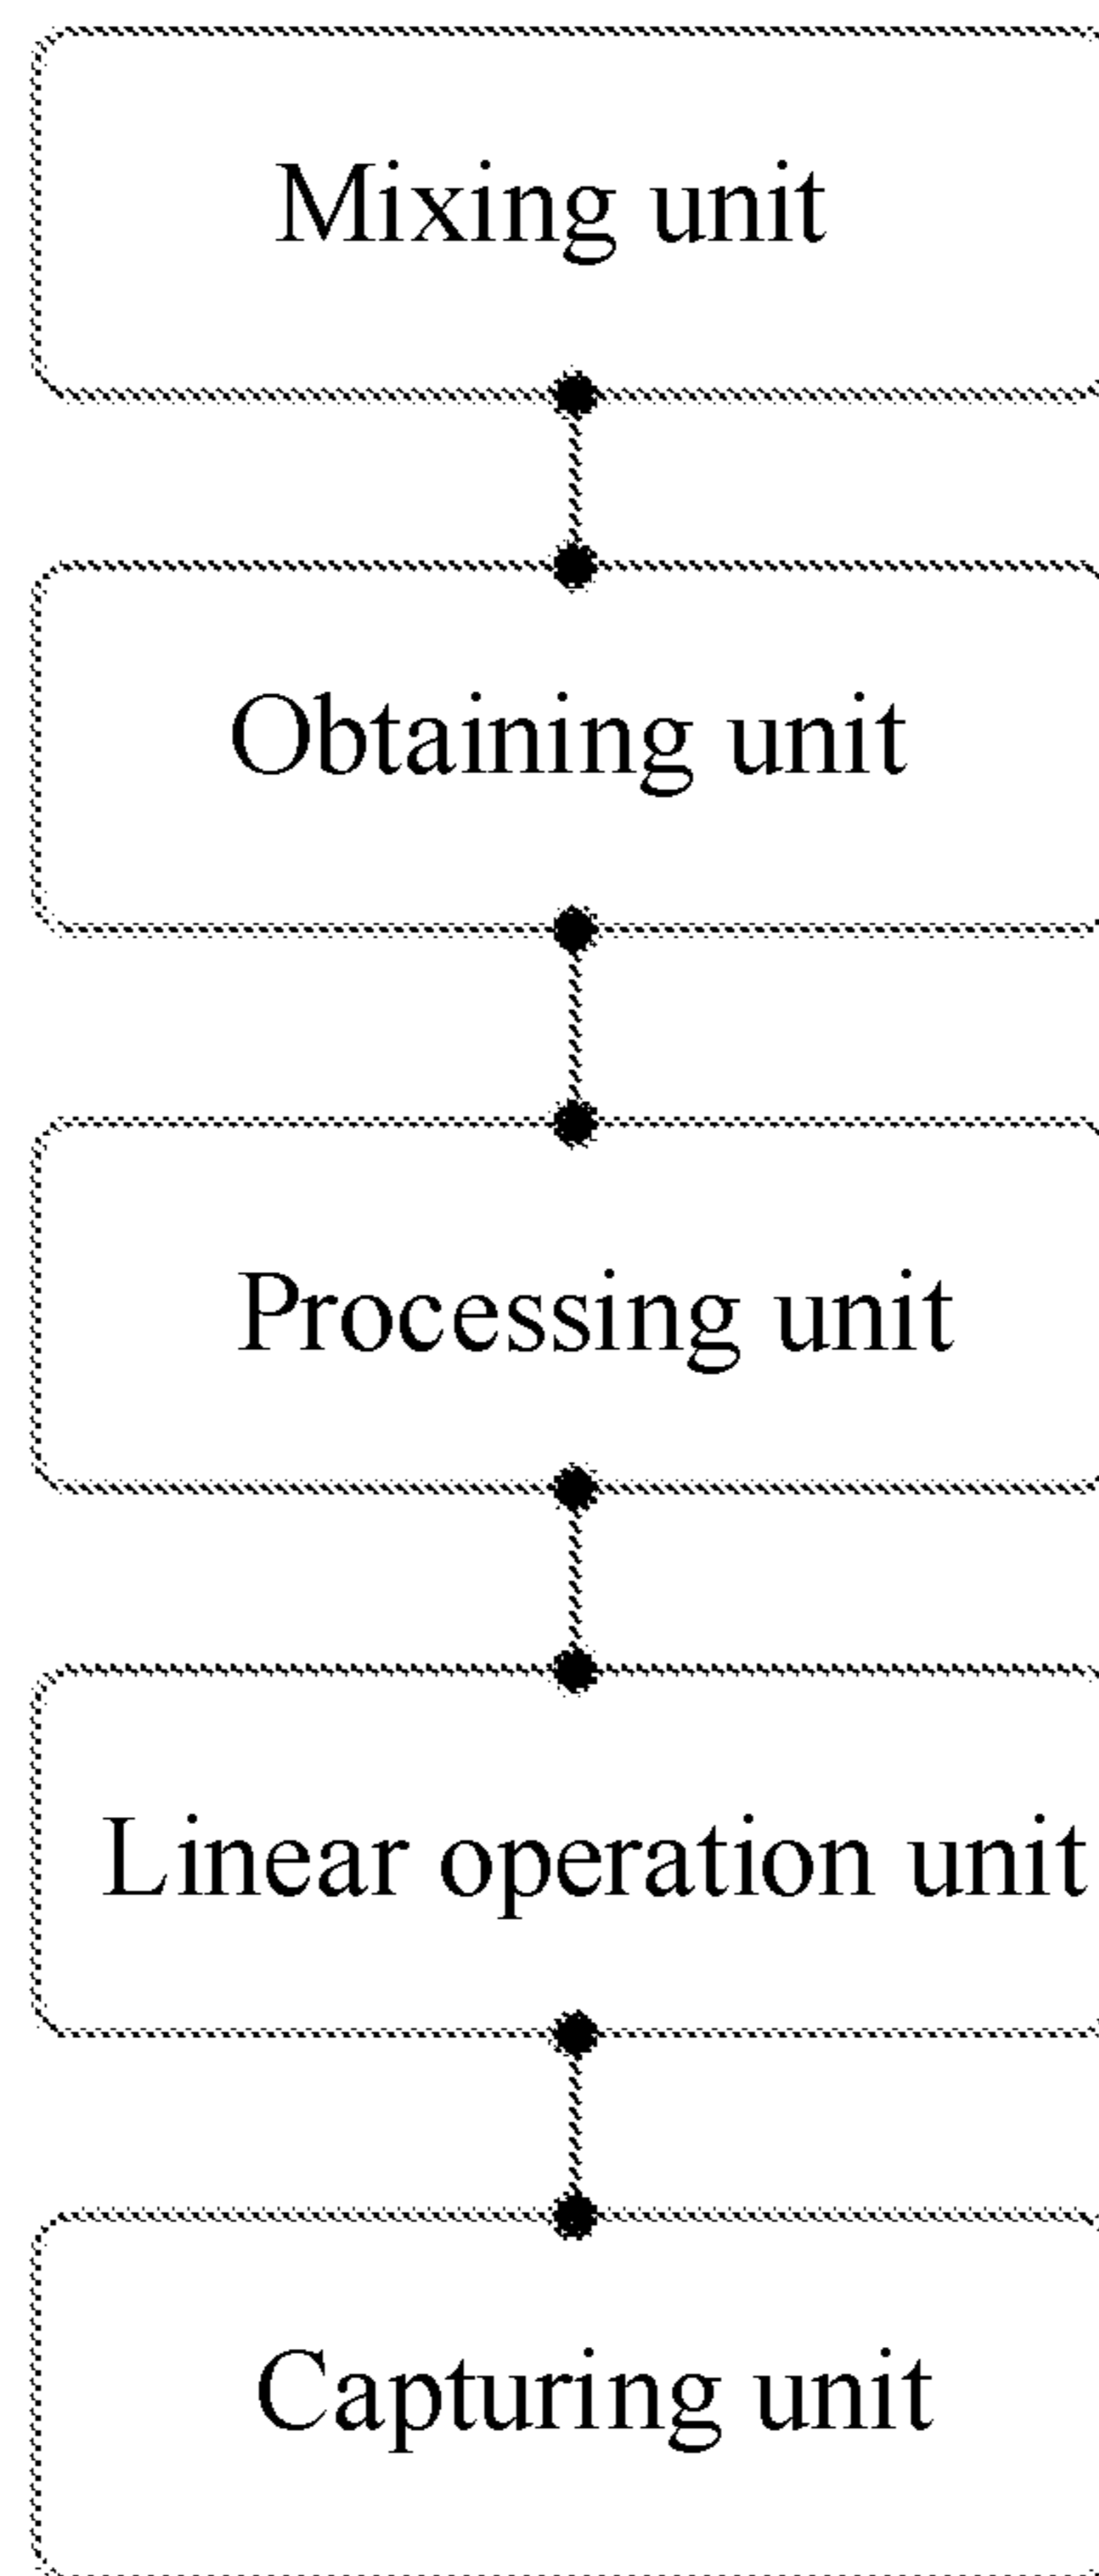 Mixing unit
Obtaining unit
Processing unit
Linear operation unit
Capturing unit